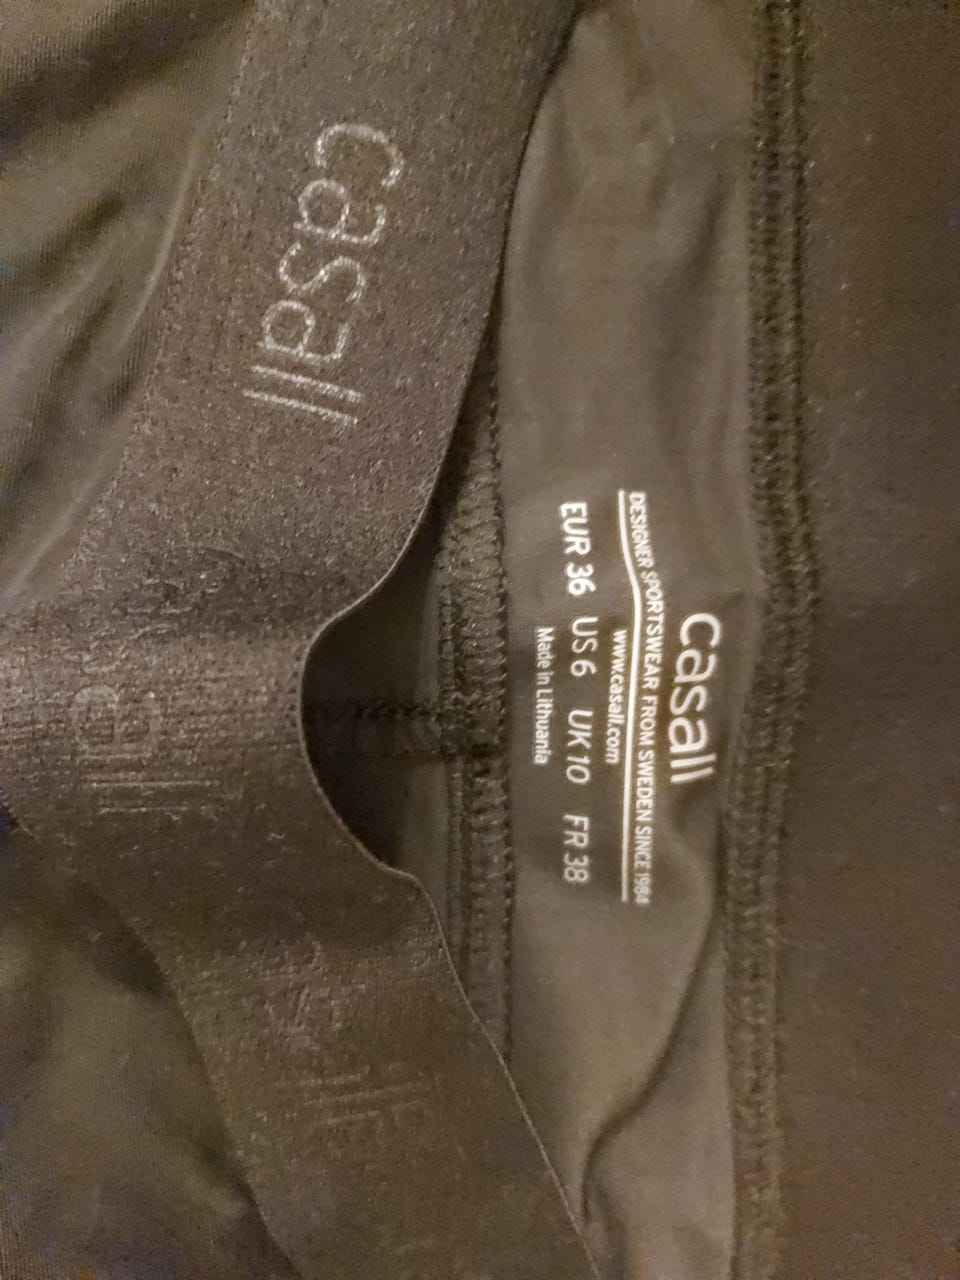 casall
casall
DESIGNER SPORTSWEAR FROM SWEDEN SINCE 1984
www.casall.com
EUR 36 US 6 UK 10 FR 38
Made in Lithuania